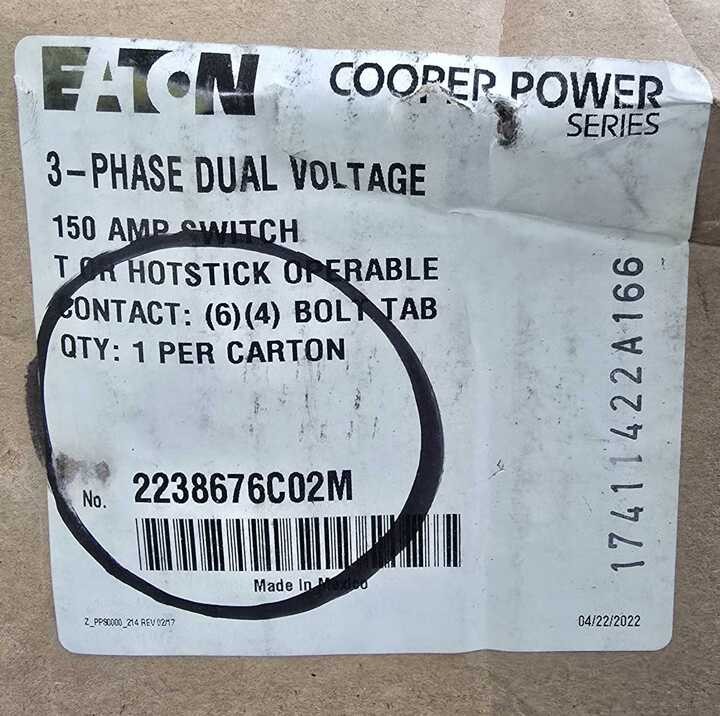 EATON
COOPER POWER
SERIES
3-PHASE DUAL VOLTAGE
150 AMP SWITCH
T OR HOTSTICK OPERABLE
CONTACT: (6)(4) BOLT TAB
QTY: 1 PER CARTON
No. 2238676C02M
Made In Mexico
Z_PPS0000_214 REV 02/17
04/22/2022
17411422A166